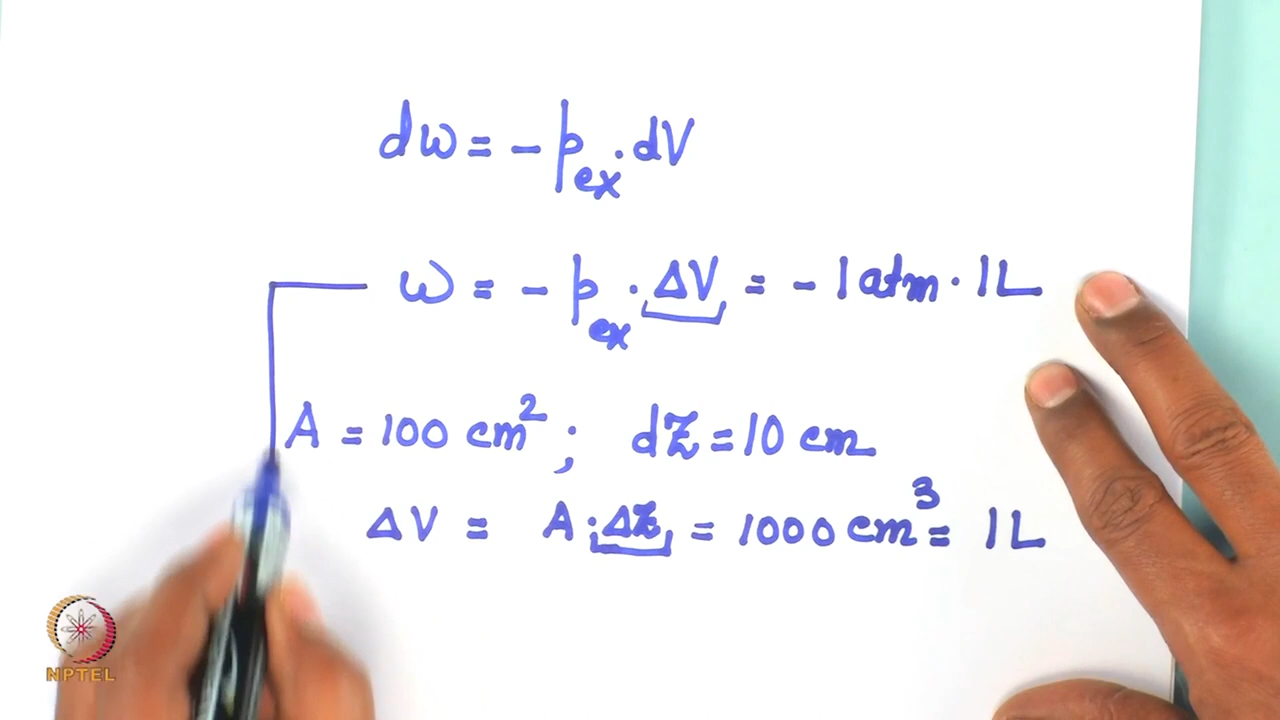 dw = - p_ex . dV
w = - p_ex . ΔV = - 1 atm . 1L
A = 100 cm² ; dz = 10 cm
ΔV = A . Δz = 1000 cm³ = 1L
NPTEL